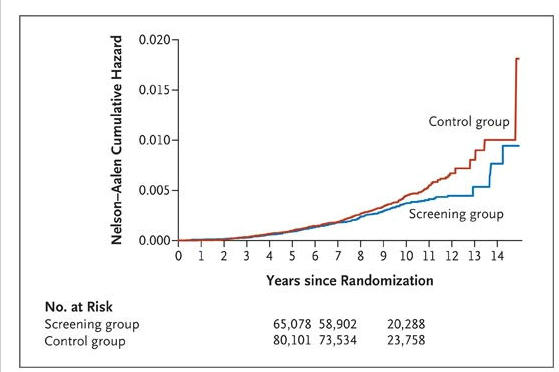 Nelson–Aalen Cumulative Hazard
0.020
0.015
0.010
0.005
0.000
Control group
Screening group
0 1 2 3 4 5 6 7 8 9 10 11 12 13 14
Years since Randomization
No. at Risk
Screening group 65,078 58,902 20,288
Control group 80,101 73,534 23,758